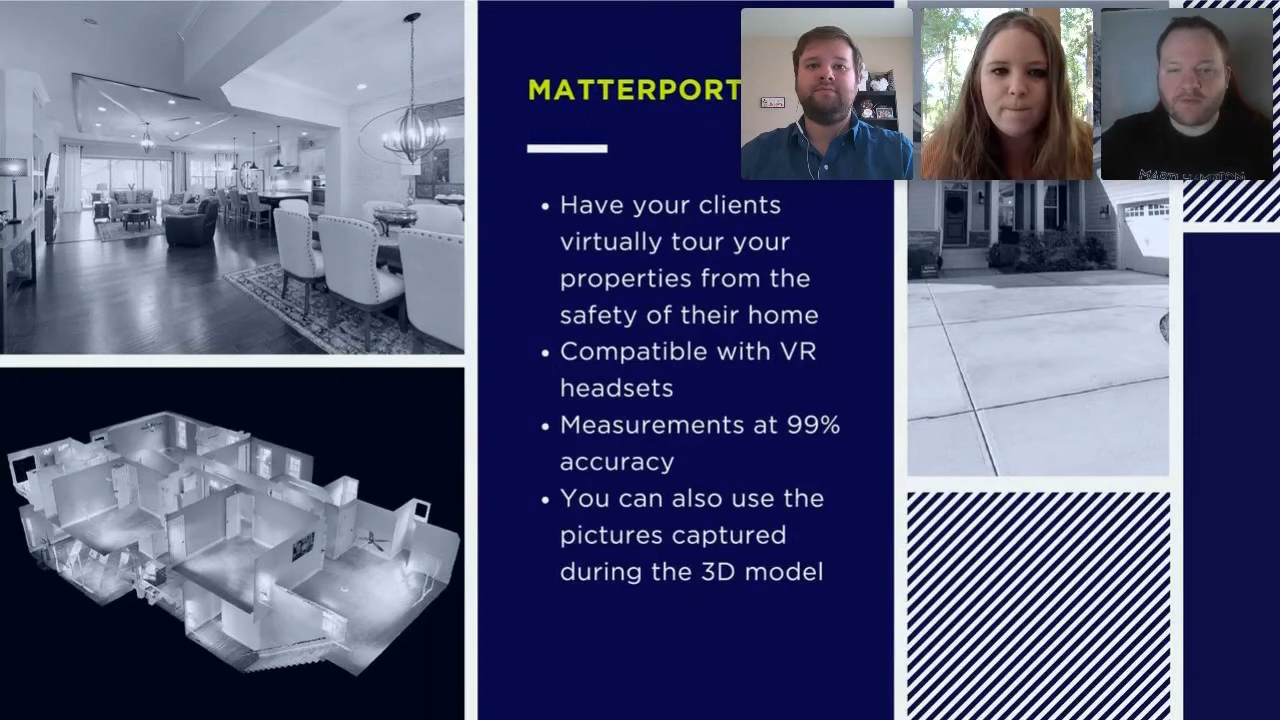 MATTERPORT
• Have your clients
virtually tour your
properties from the
safety of their home
• Compatible with VR
headsets
• Measurements at 99%
accuracy
• You can also use the
pictures captured
during the 3D model